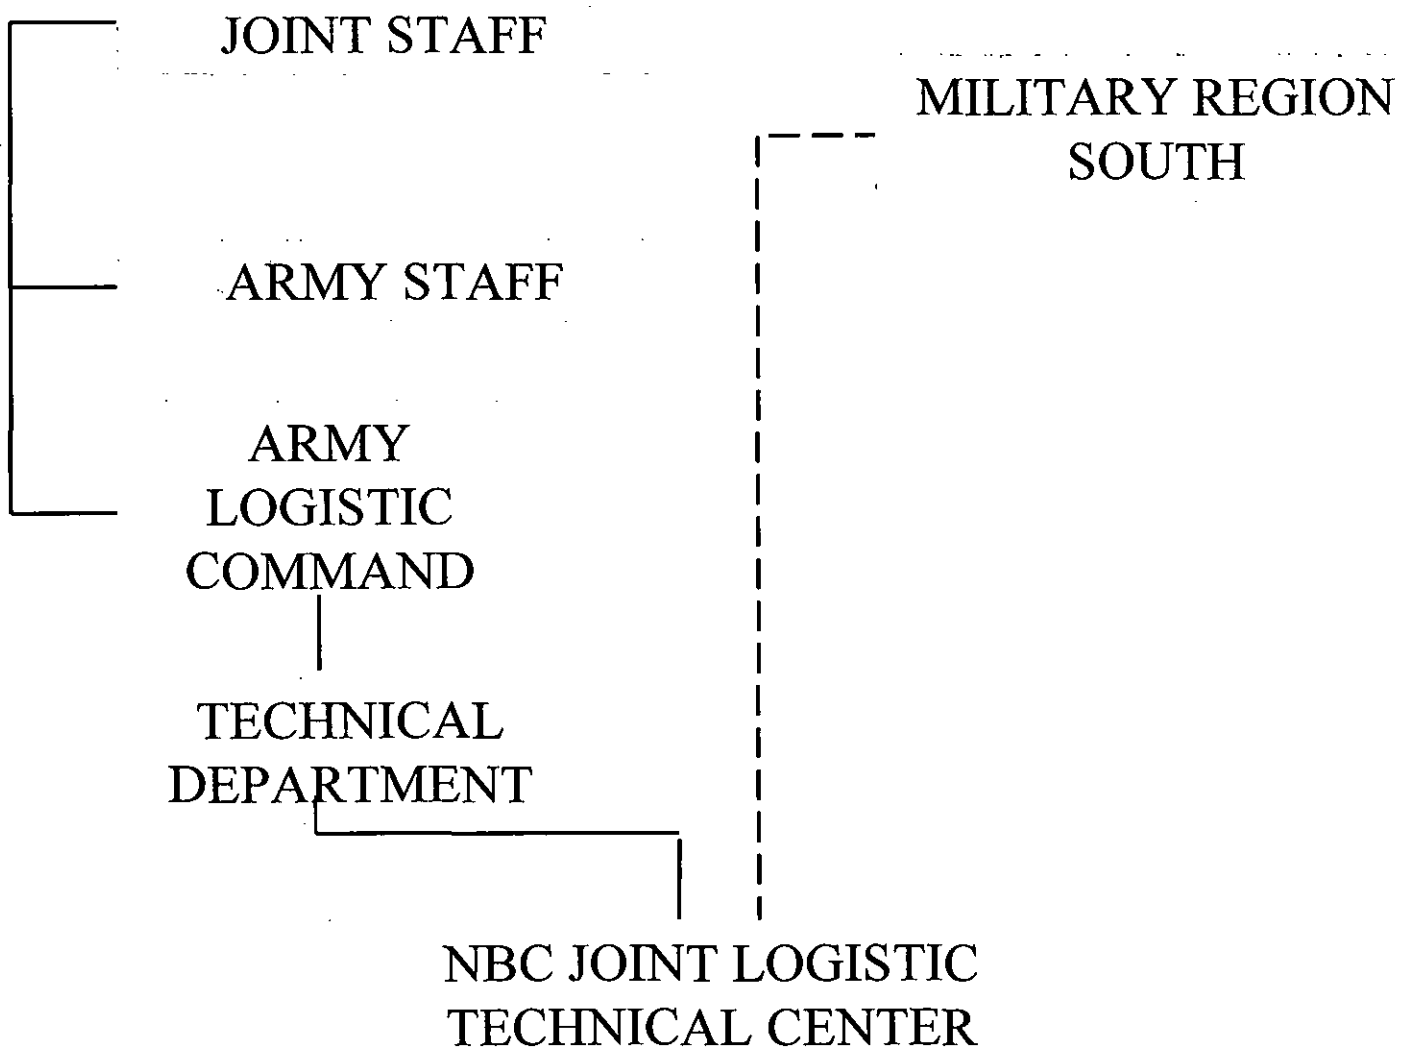 JOINT STAFF
MILITARY REGION
SOUTH
ARMY STAFF
ARMY
LOGISTIC
COMMAND
TECHNICAL
DEPARTMENT
NBC JOINT LOGISTIC
TECHNICAL CENTER